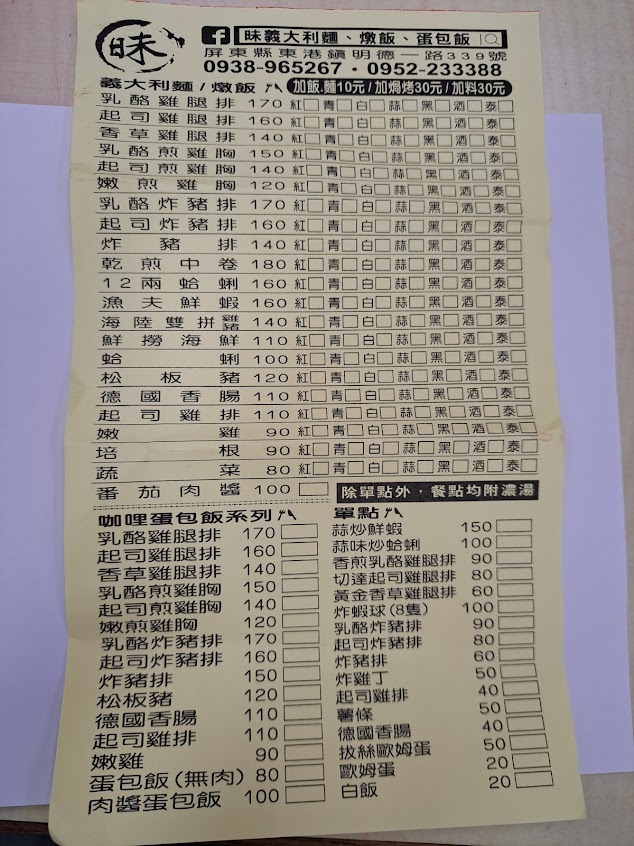 昧
昧義大利麵、燉飯、蛋包飯
屏東縣東港鎮明德一路339號
0938-965267・0952-233388
義大利麵/燉飯 加飯.麵10元/加焗烤30元/加料30元
乳酪雞腿排 170 紅□ 青□ 白□ 蒜□ 黑□ 酒□ 泰□
起司雞腿排 160 紅□ 青□ 白□ 蒜□ 黑□ 酒□ 泰□
香草雞腿排 140 紅□ 青□ 白□ 蒜□ 黑□ 酒□ 泰□
乳酪煎雞胸 150 紅□ 青□ 白□ 蒜□ 黑□ 酒□ 泰□
起司煎雞胸 140 紅□ 青□ 白□ 蒜□ 黑□ 酒□ 泰□
嫩煎雞胸 120 紅□ 青□ 白□ 蒜□ 黑□ 酒□ 泰□
乳酪炸豬排 170 紅□ 青□ 白□ 蒜□ 黑□ 酒□ 泰□
起司炸豬排 160 紅□ 青□ 白□ 蒜□ 黑□ 酒□ 泰□
炸豬排 140 紅□ 青□ 白□ 蒜□ 黑□ 酒□ 泰□
乾煎中卷 180 紅□ 青□ 白□ 蒜□ 黑□ 酒□ 泰□
12兩蛤蜊 160 紅□ 青□ 白□ 蒜□ 黑□ 酒□ 泰□
漁夫鮮蝦 160 紅□ 青□ 白□ 蒜□ 黑□ 酒□ 泰□
海陸雙拼雞豬 140 紅□ 青□ 白□ 蒜□ 黑□ 酒□ 泰□
鮮撈海鮮 110 紅□ 青□ 白□ 蒜□ 黑□ 酒□ 泰□
蛤蜊 100 紅□ 青□ 白□ 蒜□ 黑□ 酒□ 泰□
松板豬 120 紅□ 青□ 白□ 蒜□ 黑□ 酒□ 泰□
德國香腸 110 紅□ 青□ 白□ 蒜□ 黑□ 酒□ 泰□
起司雞排 110 紅□ 青□ 白□ 蒜□ 黑□ 酒□ 泰□
嫩雞 90 紅□ 青□ 白□ 蒜□ 黑□ 酒□ 泰□
培根 90 紅□ 青□ 白□ 蒜□ 黑□ 酒□ 泰□
蔬菜 80 紅□ 青□ 白□ 蒜□ 黑□ 酒□ 泰□
番茄肉醬 100 □ 除單點外・餐點均附濃湯
咖哩蛋包飯系列
乳酪雞腿排 170
起司雞腿排 160
香草雞腿排 140
乳酪煎雞胸 150
起司煎雞胸 140
嫩煎雞胸 120
乳酪炸豬排 170
起司炸豬排 160
炸豬排 150
松板豬 120
德國香腸 110
起司雞排 110
嫩雞 90
蛋包飯(無肉) 80
肉醬蛋包飯 100
單點
蒜炒鮮蝦 150
蒜味炒蛤蜊 100
香煎乳酪雞腿排 90
切達起司雞腿排 80
黃金香草雞腿排 60
炸蝦球(8隻) 100
乳酪炸豬排 90
起司炸豬排 80
炸豬排 60
炸雞丁 50
起司雞排 40
薯條 50
德國香腸 40
拔絲歐姆蛋 50
歐姆蛋 20
白飯 20